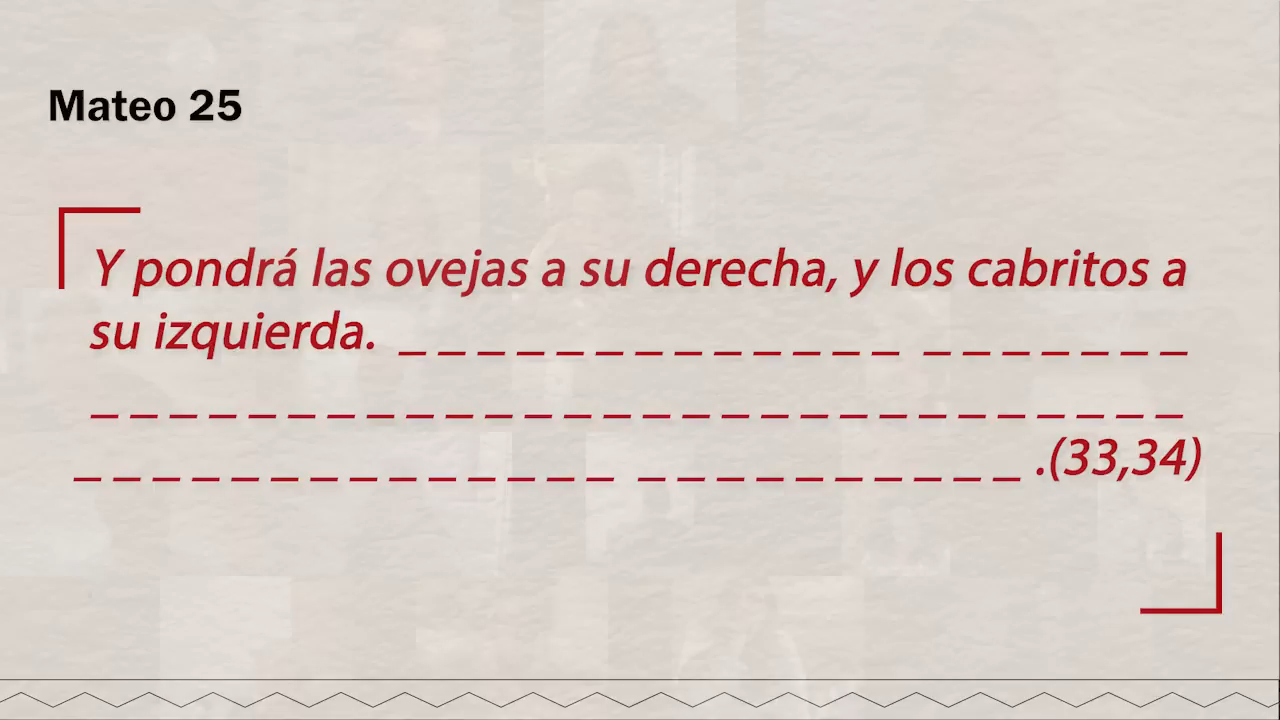 Mateo 25
Y pondrá las ovejas a su derecha, y los cabritos a
su izquierda. _ _ _ _ _ _ _ _ _ _ _ _ _ _ _ _ _ _ _ _
_ _ _ _ _ _ _ _ _ _ _ _ _ _ _ _ _ _ _ _ _ _ _ _ _ _ _ _
_ _ _ _ _ _ _ _ _ _ _ _ _ _ _ _ _ _ _ _ _ _ _ _ .(33,34)